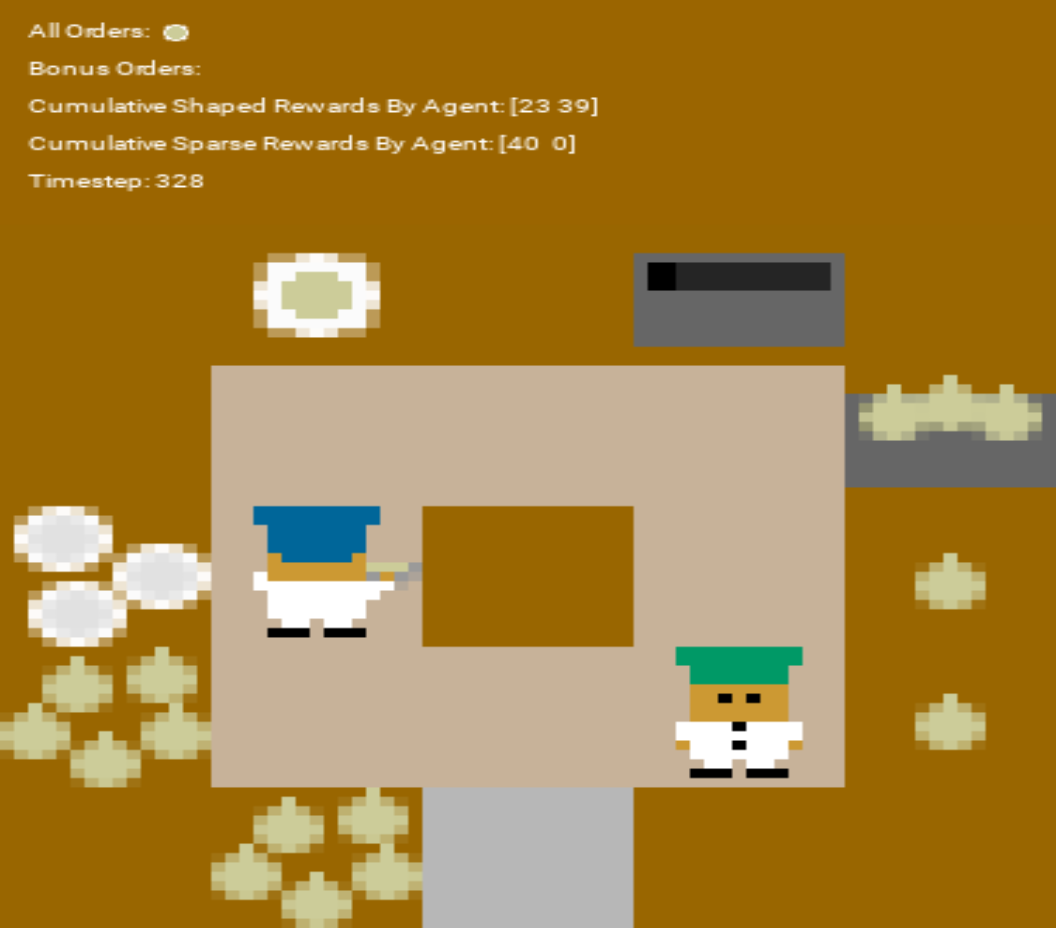 All Orders:
Bonus Orders:
Cumulative Shaped Rewards By Agent: [23 39]
Cumulative Sparse Rewards By Agent: [40  0]
Timestep: 328